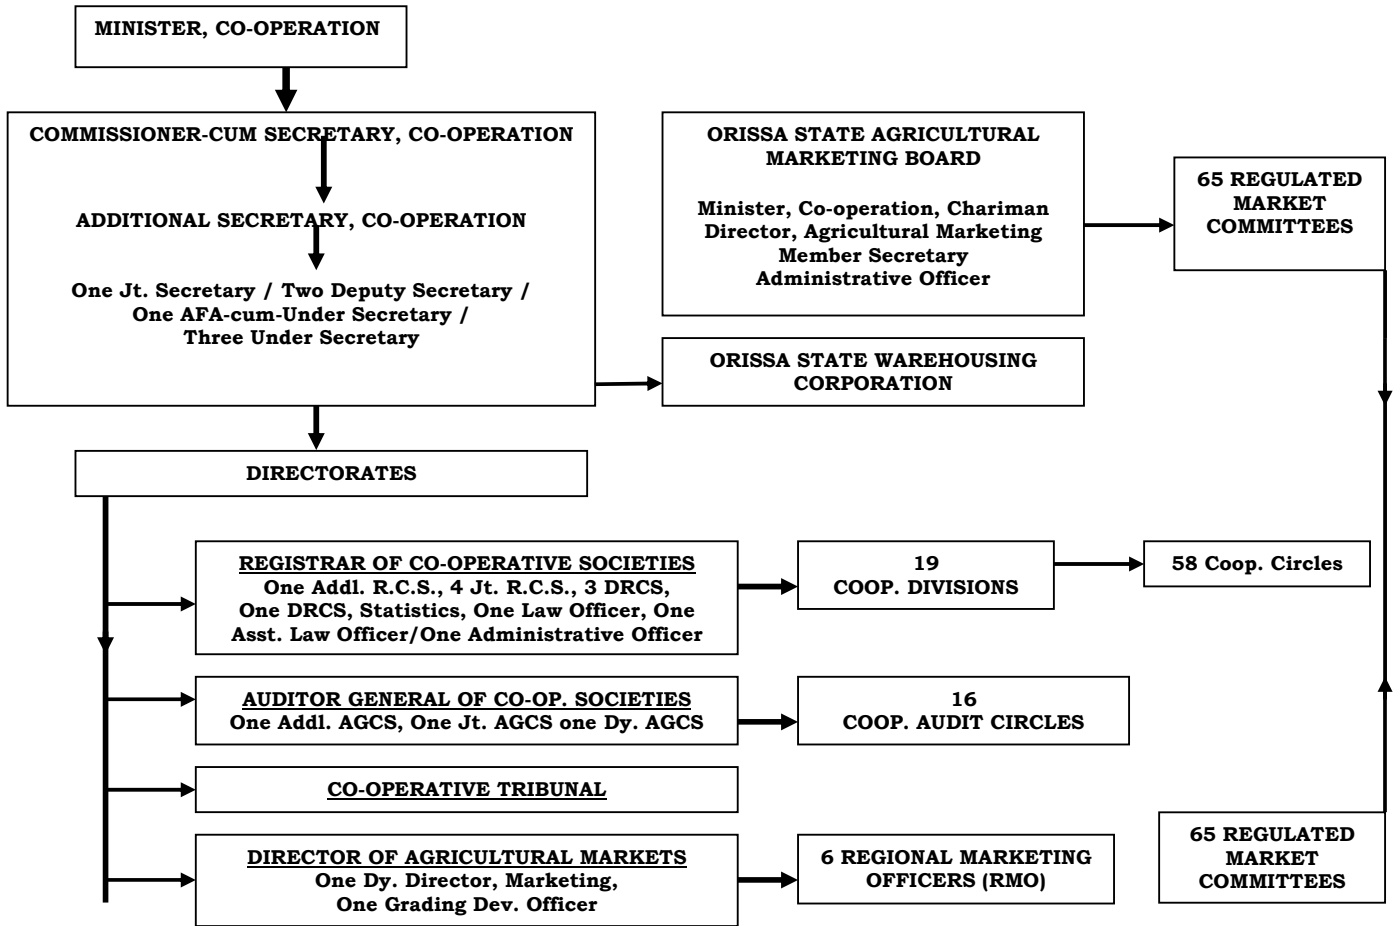 MINISTER, CO-OPERATION
COMMISSIONER-CUM SECRETARY, CO-OPERATION
ADDITIONAL SECRETARY, CO-OPERATION
One Jt. Secretary / Two Deputy Secretary /
One AFA-cum-Under Secretary /
Three Under Secretary
ORISSA STATE AGRICULTURAL
MARKETING BOARD
Minister, Co-operation, Chariman
Director, Agricultural Marketing
Member Secretary
Administrative Officer
65 REGULATED
MARKET
COMMITTEES
ORISSA STATE WAREHOUSING
CORPORATION
DIRECTORATES
REGISTRAR OF CO-OPERATIVE SOCIETIES
One Addl. R.C.S., 4 Jt. R.C.S., 3 DRCS,
One DRCS, Statistics, One Law Officer, One
Asst. Law Officer/One Administrative Officer
19
COOP. DIVISIONS
58 Coop. Circles
AUDITOR GENERAL OF CO-OP. SOCIETIES
One Addl. AGCS, One Jt. AGCS one Dy. AGCS
16
COOP. AUDIT CIRCLES
CO-OPERATIVE TRIBUNAL
DIRECTOR OF AGRICULTURAL MARKETS
One Dy. Director, Marketing,
One Grading Dev. Officer
6 REGIONAL MARKETING
OFFICERS (RMO)
65 REGULATED
MARKET
COMMITTEES